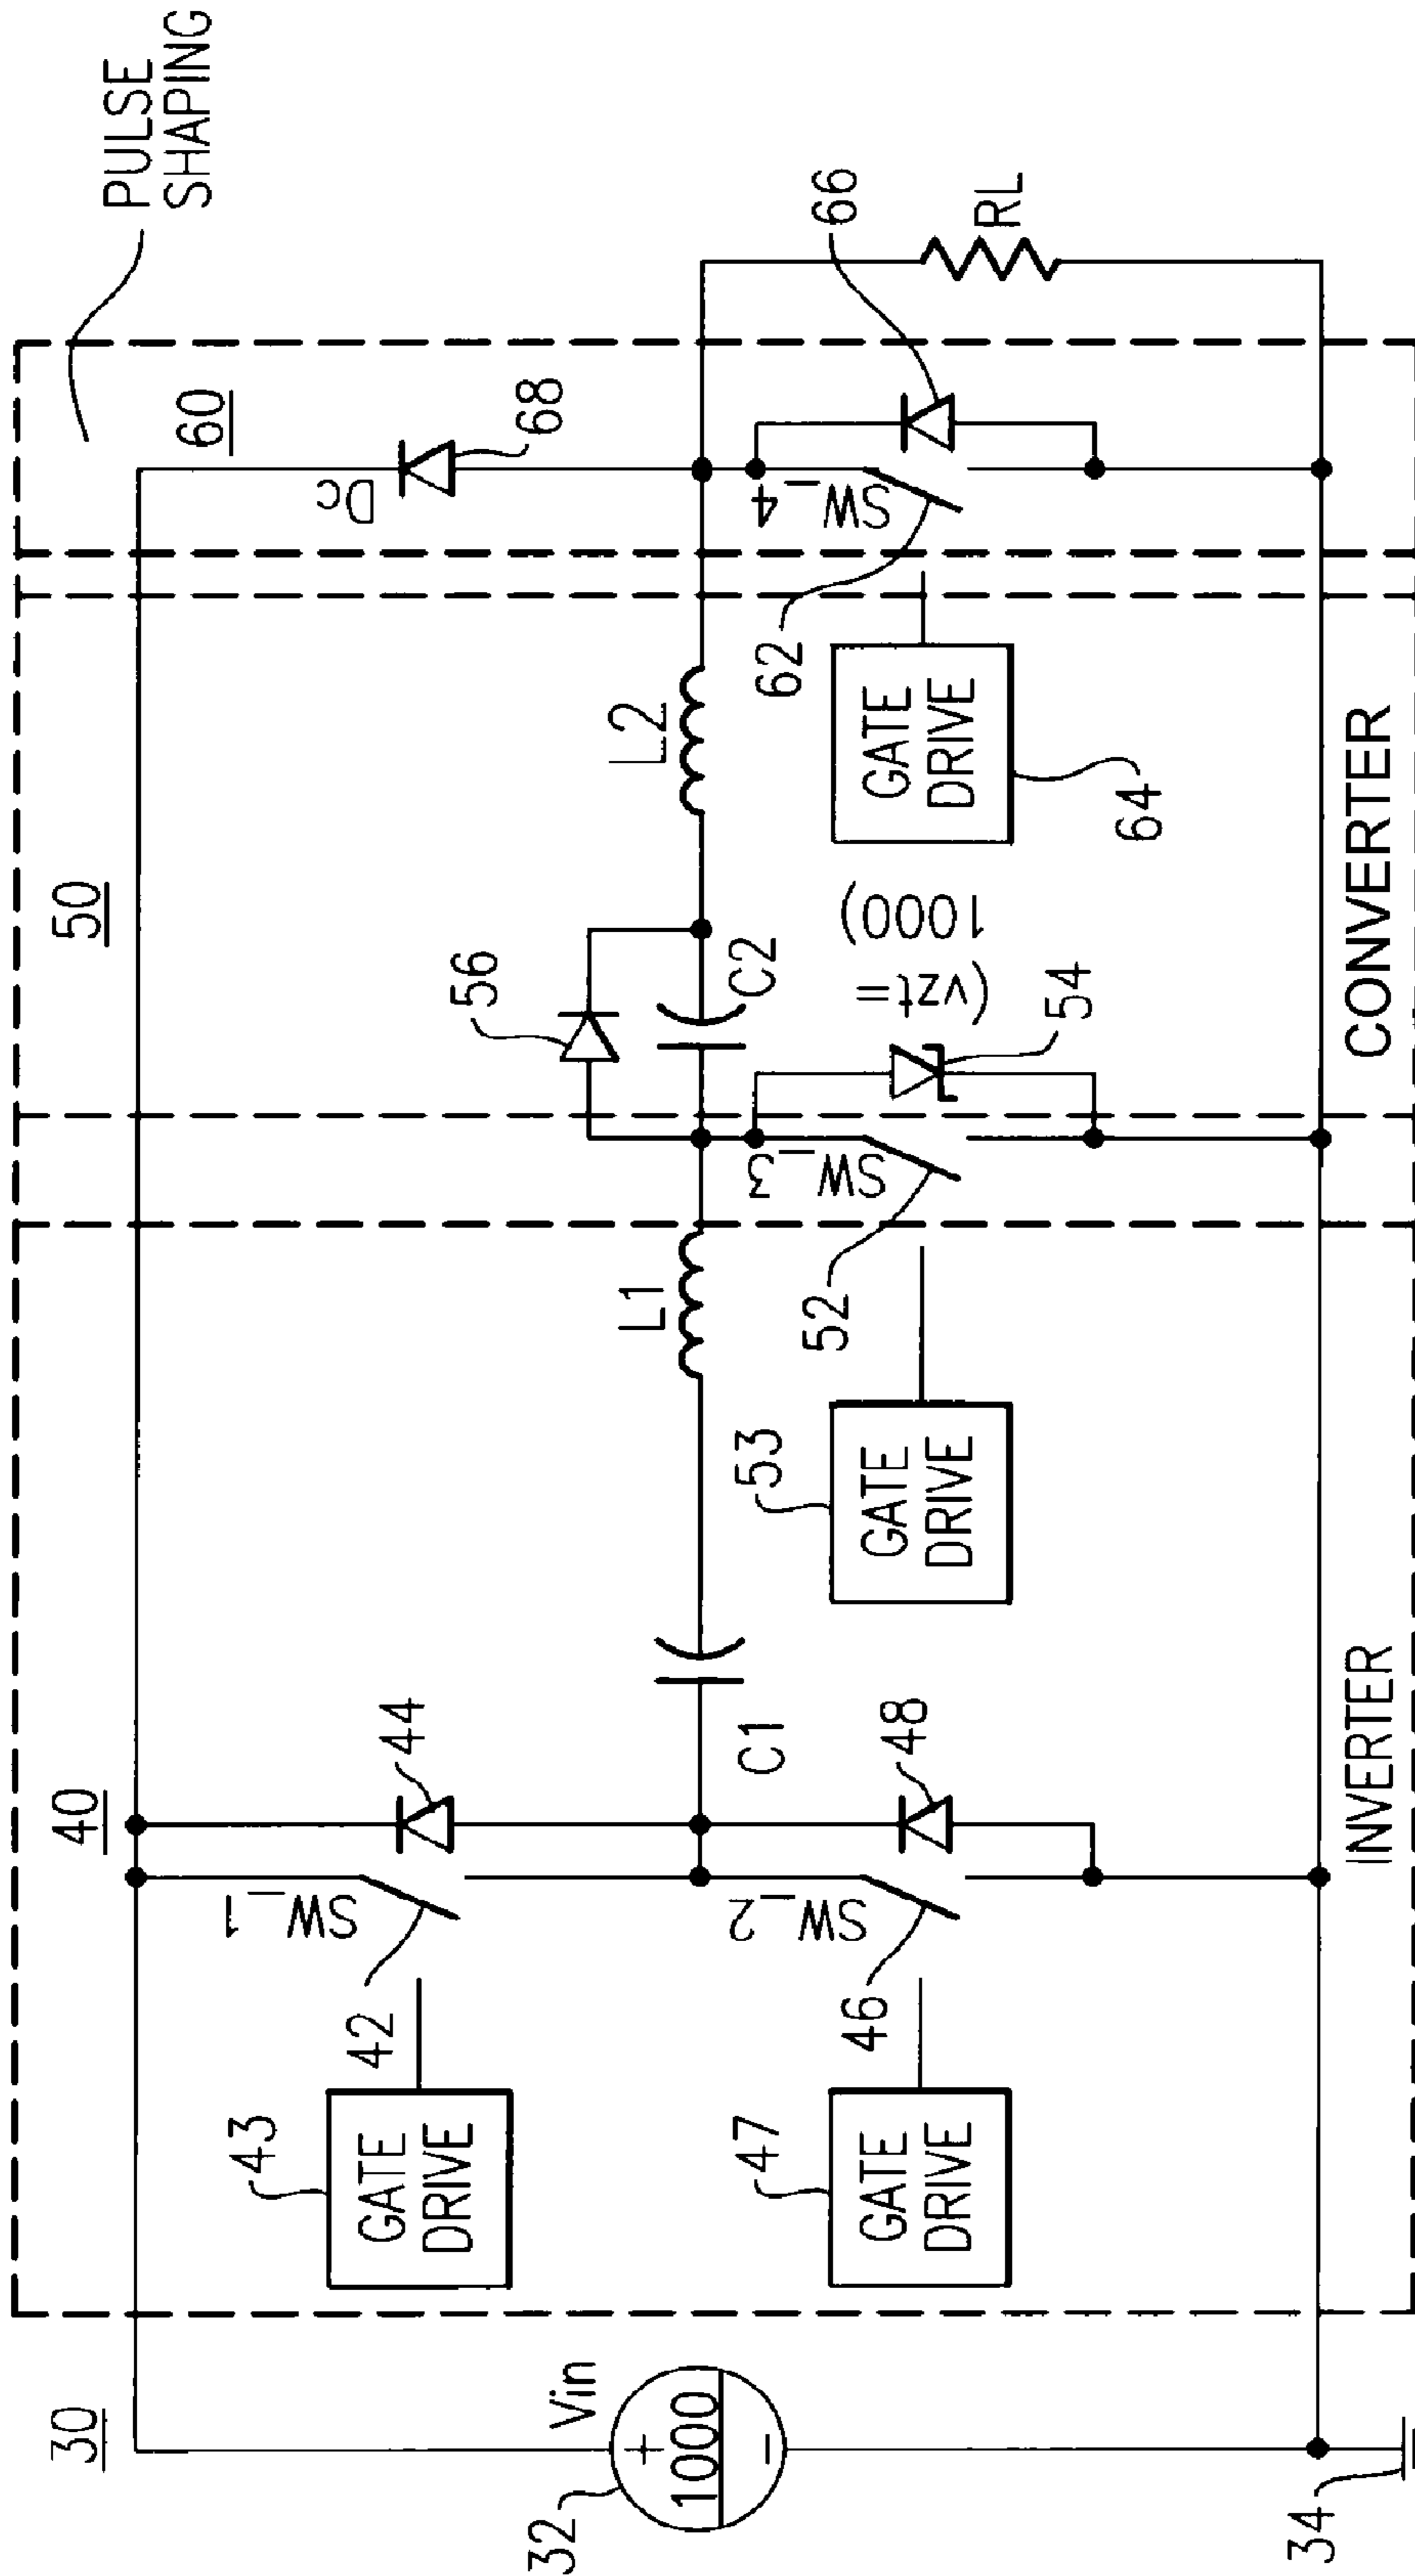 30
40
50
60
PULSE
SHAPING
32
Vin
+
1000
−
34
43
GATE
DRIVE
42
SW_1
44
47
GATE
DRIVE
46
SW_2
48
C1
L1
53
GATE
DRIVE
52
SW_3
54
(vzt=
1000)
56
C2
L2
64
GATE
DRIVE
62
SW_4
66
Dc
68
RL
INVERTER
CONVERTER